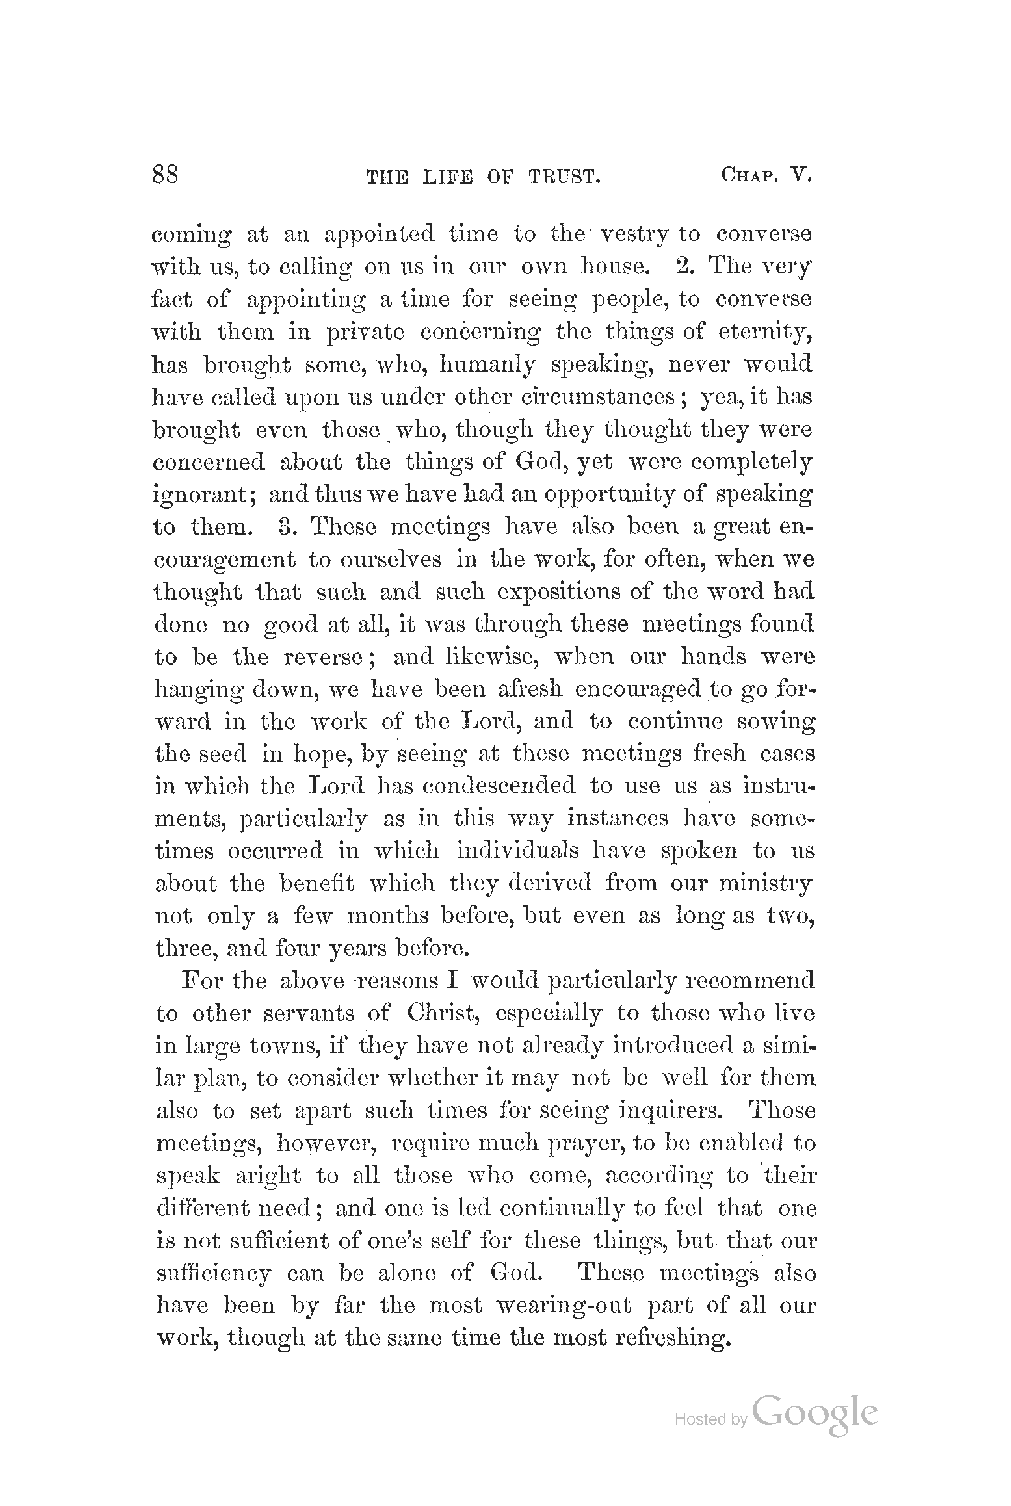 88 THE LIFE OF TRUST. CHAP. V.
coming at an appointed time to the vestry to converse
with us, to calling on us in our own house. 2. The very
fact of appointing a time for seeing people, to converse
with them in private concerning the things of eternity,
has brought some, who, humanly speaking, never would
have called upon us under other circumstances; yea, it has
brought even those who, though they thought they were
concerned about the things of God, yet were completely
ignorant; and thus we have had an opportunity of speaking
to them. 3. These meetings have also been a great en-
couragement to ourselves in the work, for often, when we
thought that such and such expositions of the word had
done no good at all, it was through these meetings found
to be the reverse; and likewise, when our hands were
hanging down, we have been afresh encouraged to go for-
ward in the work of the Lord, and to continue sowing
the seed in hope, by seeing at these meetings fresh cases
in which the Lord has condescended to use us as instru-
ments, particularly as in this way instances have some-
times occurred in which individuals have spoken to us
about the benefit which they derived from our ministry
not only a few months before, but even as long as two,
three, and four years before.
For the above reasons I would particularly recommend
to other servants of Christ, especially to those who live
in large towns, if they have not already introduced a simi-
lar plan, to consider whether it may not be well for them
also to set apart such times for seeing inquirers. Those
meetings, however, require much prayer, to be enabled to
speak aright to all those who come, according to their
different need; and one is led continually to feel that one
is not sufficient of one's self for these things, but that our
sufficiency can be alone of God. These meetings also
have been by far the most wearing-out part of all our
work, though at the same time the most refreshing.
Hosted by Google